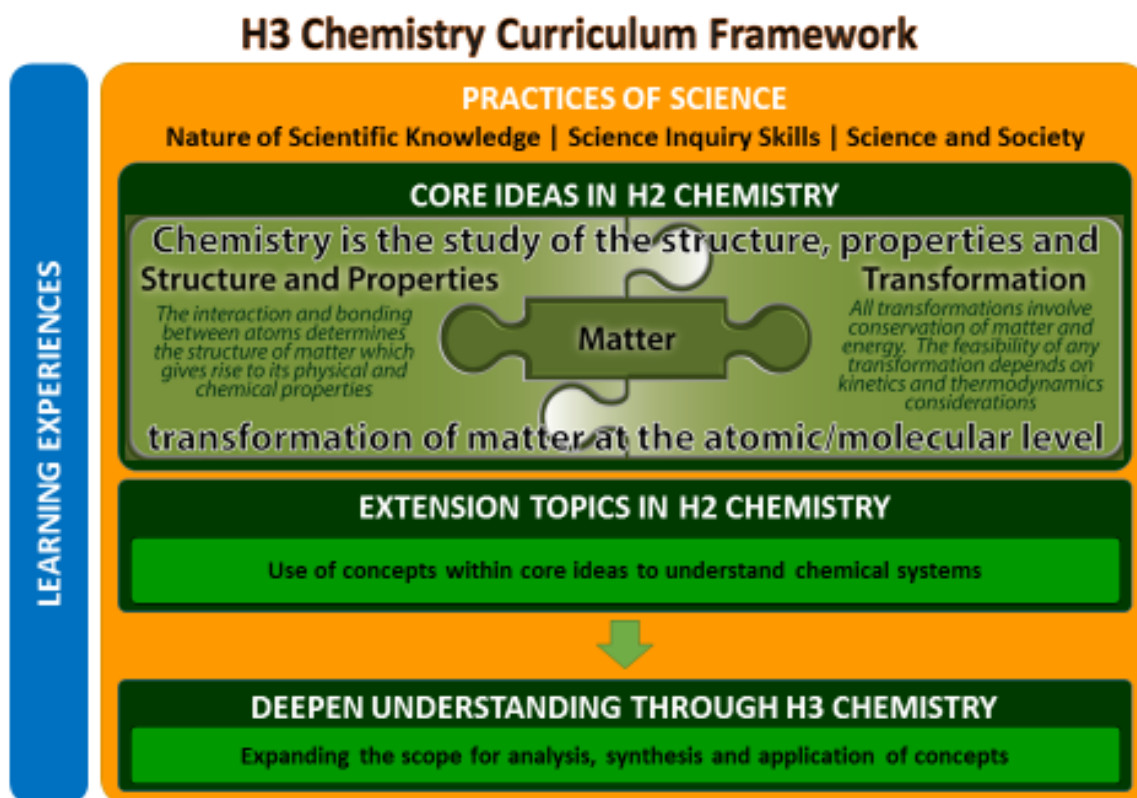 H3 Chemistry Curriculum Framework
LEARNING EXPERIENCES
PRACTICES OF SCIENCE
Nature of Scientific Knowledge | Science Inquiry Skills | Science and Society
CORE IDEAS IN H2 CHEMISTRY
Chemistry is the study of the structure, properties and
Structure and Properties
The interaction and bonding
between atoms determines
the structure of matter which
gives rise to its physical and
chemical properties
Matter
Transformation
All transformations involve
conservation of matter and
energy. The feasibility of any
transformation depends on
kinetics and thermodynamics
considerations
transformation of matter at the atomic/molecular level
EXTENSION TOPICS IN H2 CHEMISTRY
Use of concepts within core ideas to understand chemical systems
DEEPEN UNDERSTANDING THROUGH H3 CHEMISTRY
Expanding the scope for analysis, synthesis and application of concepts